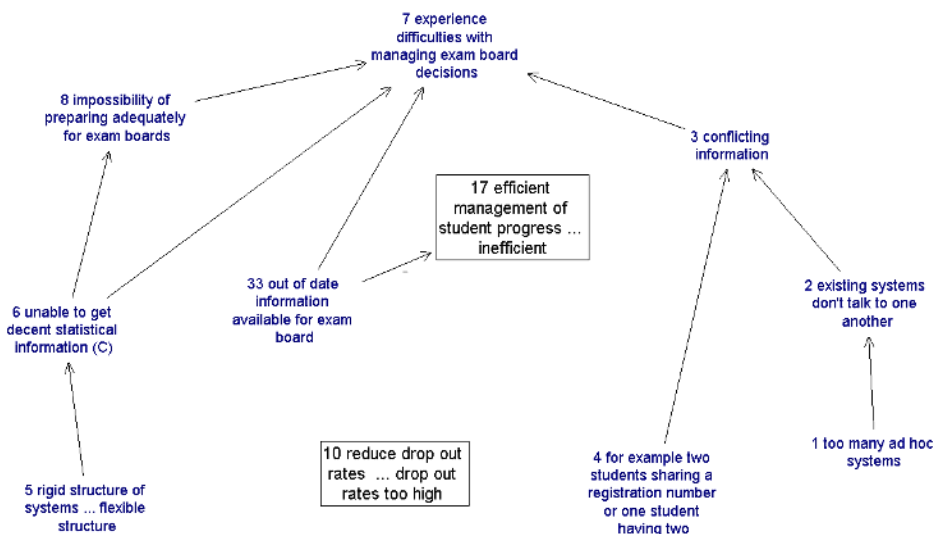 7 experience
difficulties with
managing exam board
decisions
8 impossibility of
preparing adequately
for exam boards
3 conflicting
information
17 efficient
management of
student progress ...
inefficient
33 out of date
information
available for exam
board
2 existing systems
don't talk to one
another
6 unable to get
decent statistical
information (C)
10 reduce drop out
rates ... drop out
rates too high
4 for example two
students sharing a
registration number
or one student
having two
1 too many ad hoc
systems
5 rigid structure of
systems ... flexible
structure